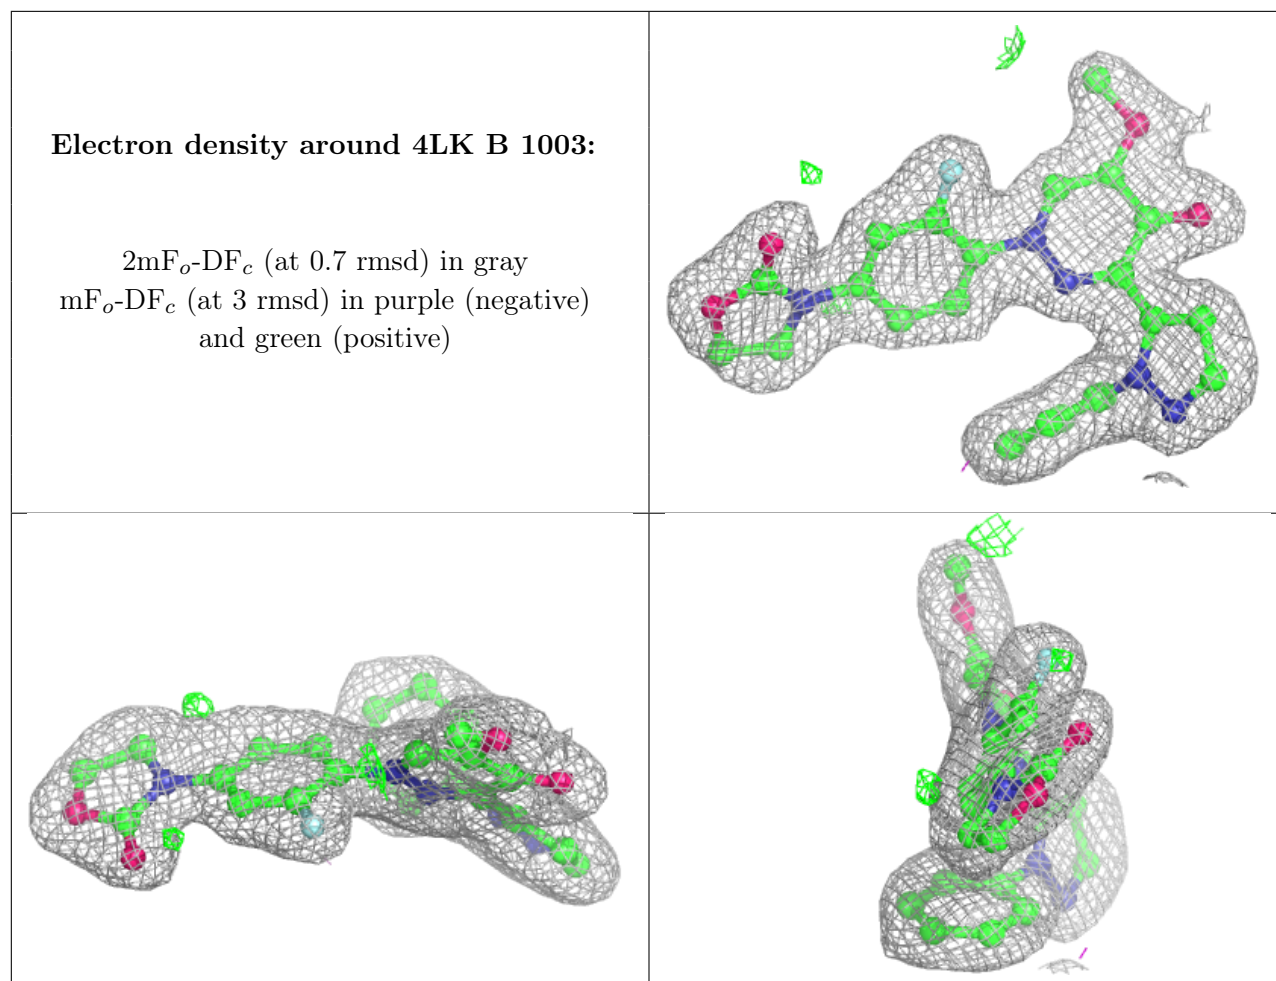 Electron density around 4LK B 1003:
2mFo-DFc (at 0.7 rmsd) in gray
mFo-DFc (at 3 rmsd) in purple (negative)
and green (positive)